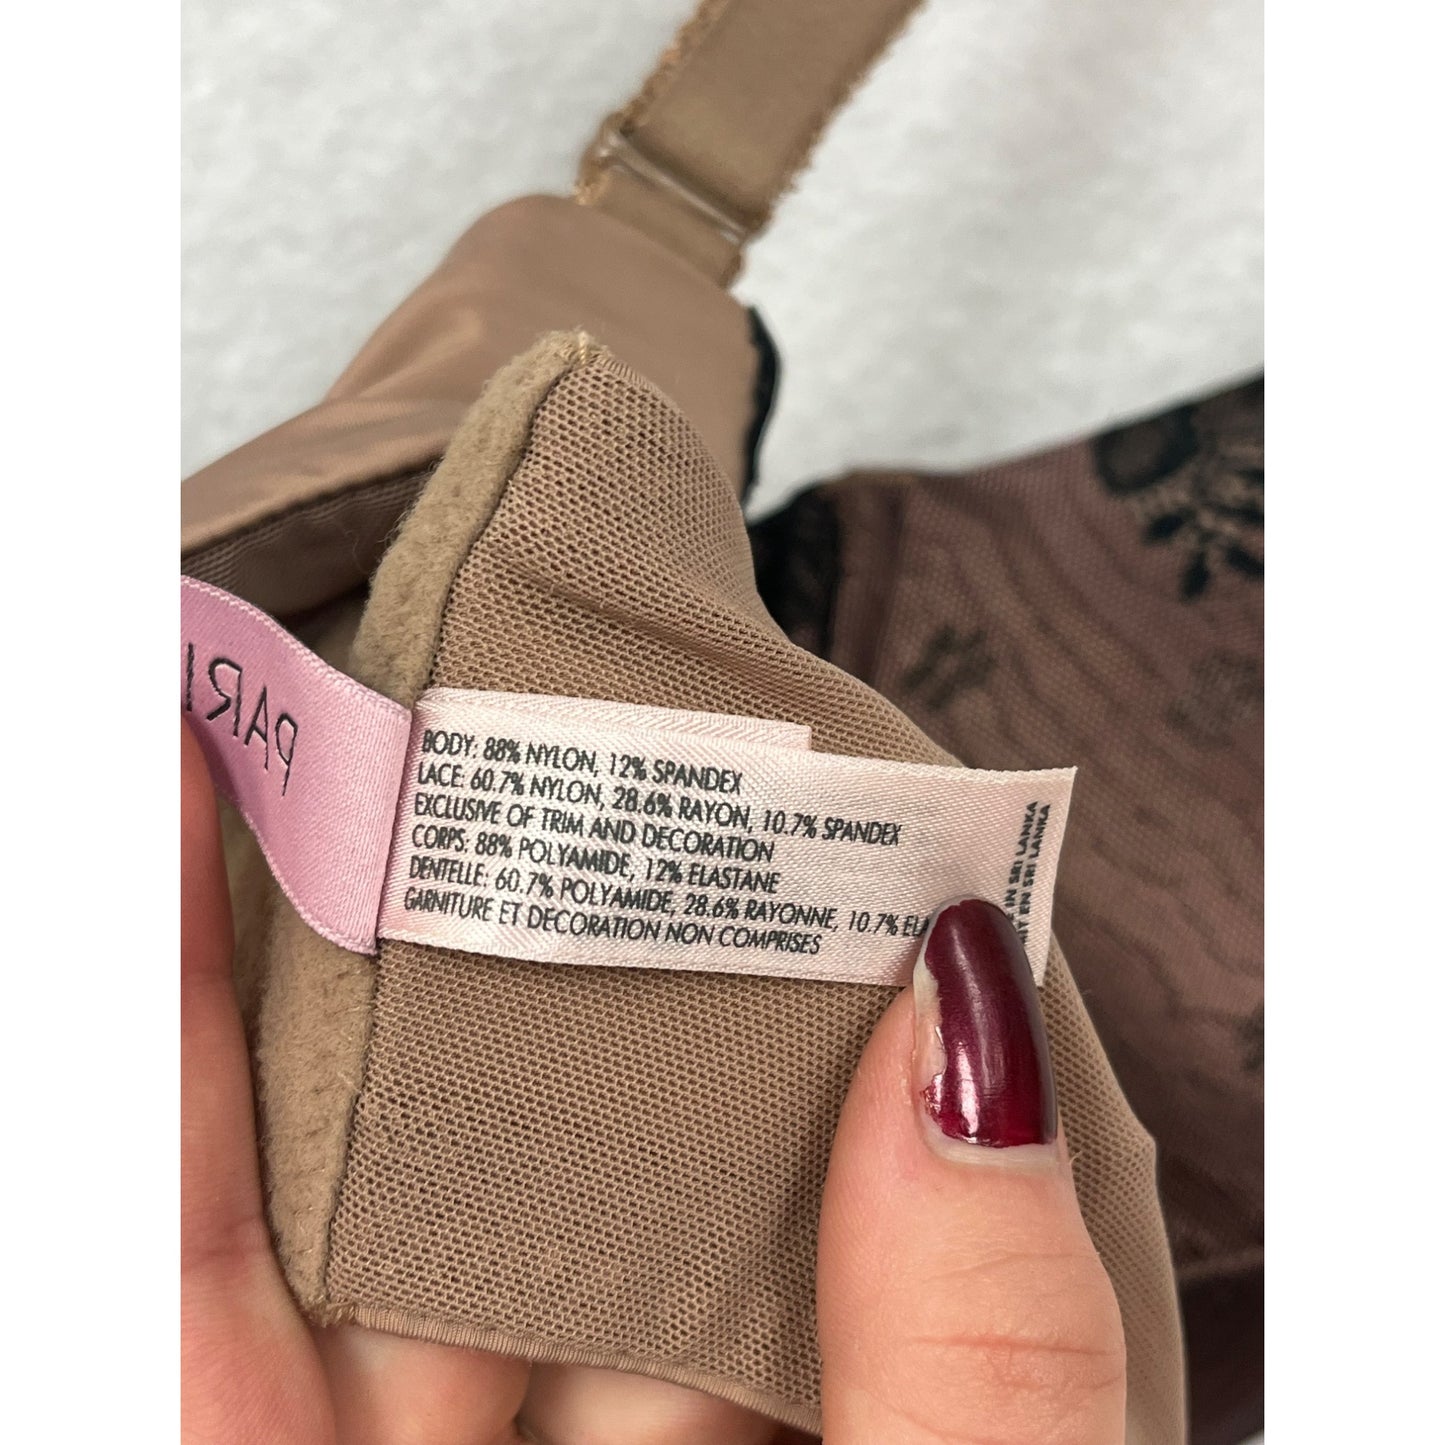 BODY: 88% NYLON, 12% SPANDEX
LACE: 60.7% NYLON, 28.6% RAYON, 10.7% SPANDEX
EXCLUSIVE OF TRIM AND DECORATION
CORPS: 88% POLYAMIDE, 12% ELASTANE
DENTELLE: 60.7% POLYAMIDE, 28.6% RAYONNE, 10.7%
GARNITURE ET DECORATION NON COMPRISES
IN SRI LANKA
EN SRI LANKA